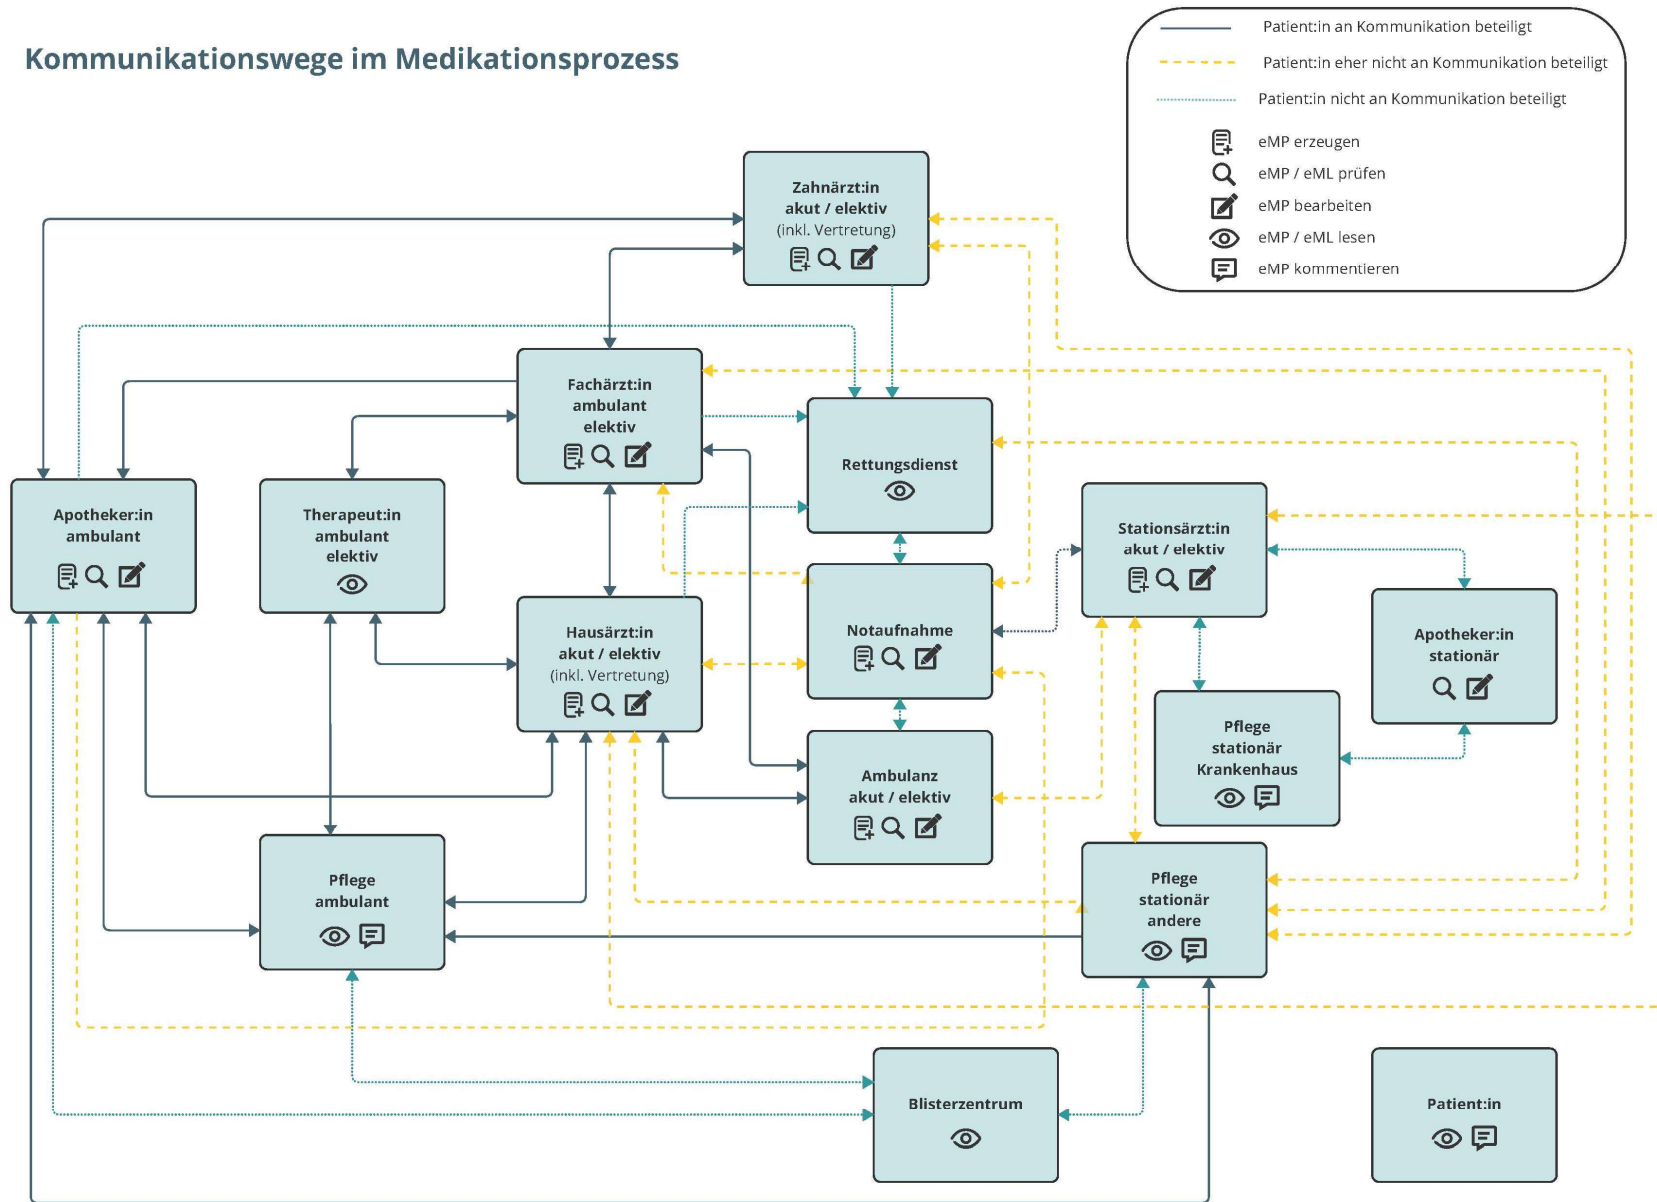 Kommunikationswege im Medikationsprozess
Patient:in an Kommunikation beteiligt
Patient:in eher nicht an Kommunikation beteiligt
Patient:in nicht an Kommunikation beteiligt
eMP erzeugen
eMP / eML prüfen
eMP bearbeiten
eMP / eML lesen
eMP kommentieren
Zahnärzt:in
akut / elektiv
(inkl. Vertretung)
Fachärzt:in
ambulant
elektiv
Rettungsdienst
Apotheker:in
ambulant
Therapeut:in
ambulant
elektiv
Stationsärzt:in
akut / elektiv
Hausärzt:in
akut / elektiv
(inkl. Vertretung)
Notaufnahme
Apotheker:in
stationär
Pflege
stationär
Krankenhaus
Ambulanz
akut / elektiv
Pflege
ambulant
Pflege
stationär
andere
Blisterzentrum
Patient:in